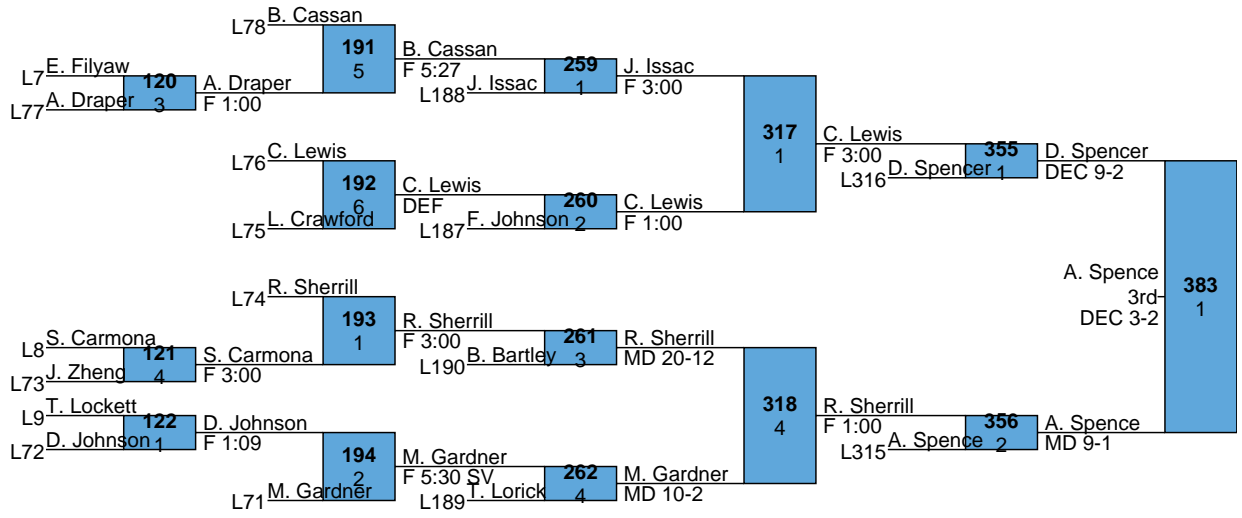 L78 B. Cassan
191
5
B. Cassan
F 5:27
L7 E. Filyaw
120
3
A. Draper
F 1:00
L77 A. Draper
259
1
J. Issac
F 3:00
L188 J. Issac
317
1
C. Lewis
F 3:00
L76 C. Lewis
192
6
C. Lewis
DEF
L75 L. Crawford
260
2
C. Lewis
F 1:00
L187 F. Johnson
355
1
D. Spencer
DEC 9-2
L316 D. Spencer
A. Spence
3rd
DEC 3-2
383
1
L74 R. Sherrill
193
1
R. Sherrill
F 3:00
L8 S. Carmona
121
4
S. Carmona
F 3:00
L73 J. Zheng
261
3
R. Sherrill
MD 20-12
L190 B. Bartley
318
4
R. Sherrill
F 1:00
L9 T. Lockett
122
1
D. Johnson
F 1:09
L72 D. Johnson
194
2
M. Gardner
F 5:30 SV
L71 M. Gardner
262
4
M. Gardner
MD 10-2
L189 T. Lorick
356
2
A. Spence
MD 9-1
L315 A. Spence